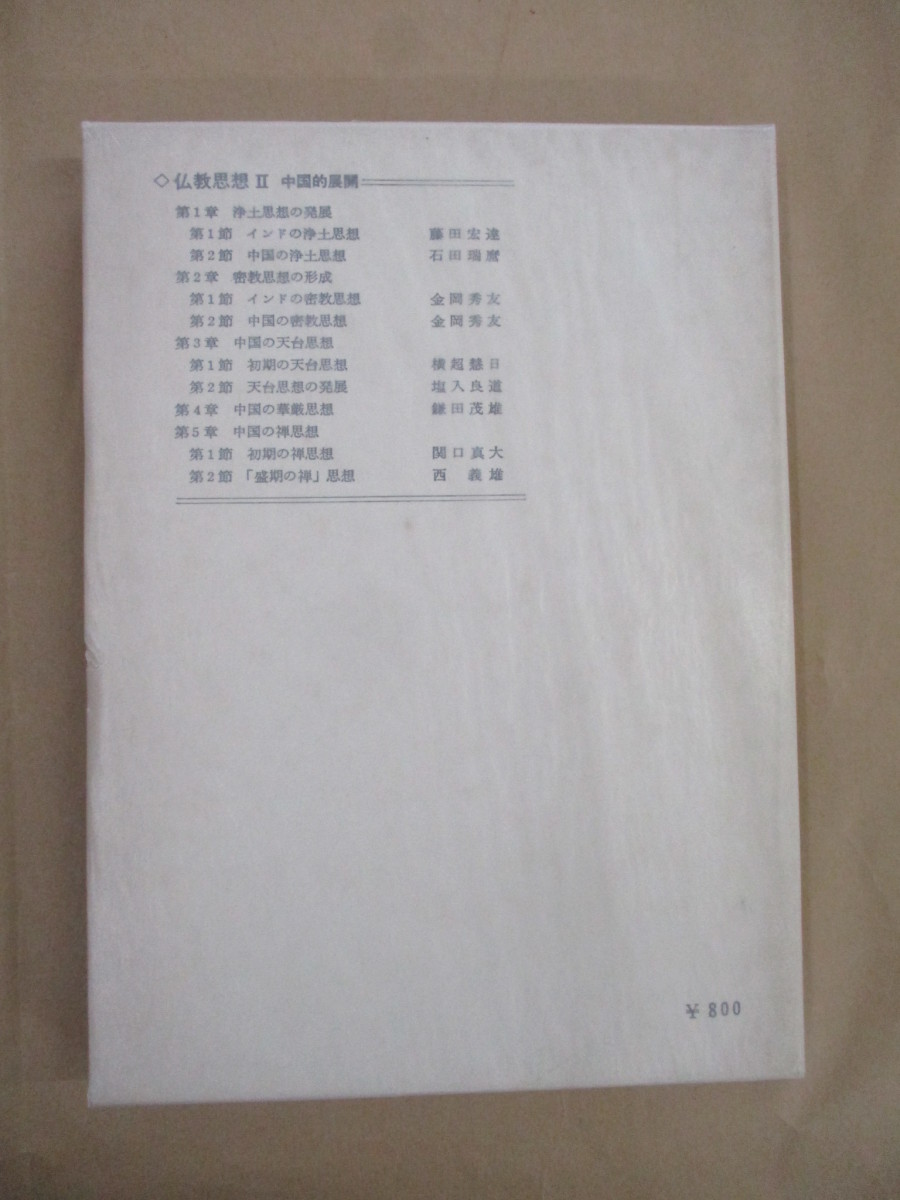 ◇仏教思想 II 中国的展開
第1章 浄土思想の発展
第1節 インドの浄土思想 藤田宏達
第2節 中国の浄土思想 石田瑞麿
第2章 密教思想の形成
第1節 インドの密教思想 金岡秀友
第2節 中国の密教思想 金岡秀友
第3章 中国の天台思想
第1節 初期の天台思想 横超慧日
第2節 天台思想の発展 塩入良道
第4章 中国の華厳思想 鎌田茂雄
第5章 中国の禅思想
第1節 初期の禅思想 関口真大
第2節 「盛期の禅」思想 西 義雄
¥ 800